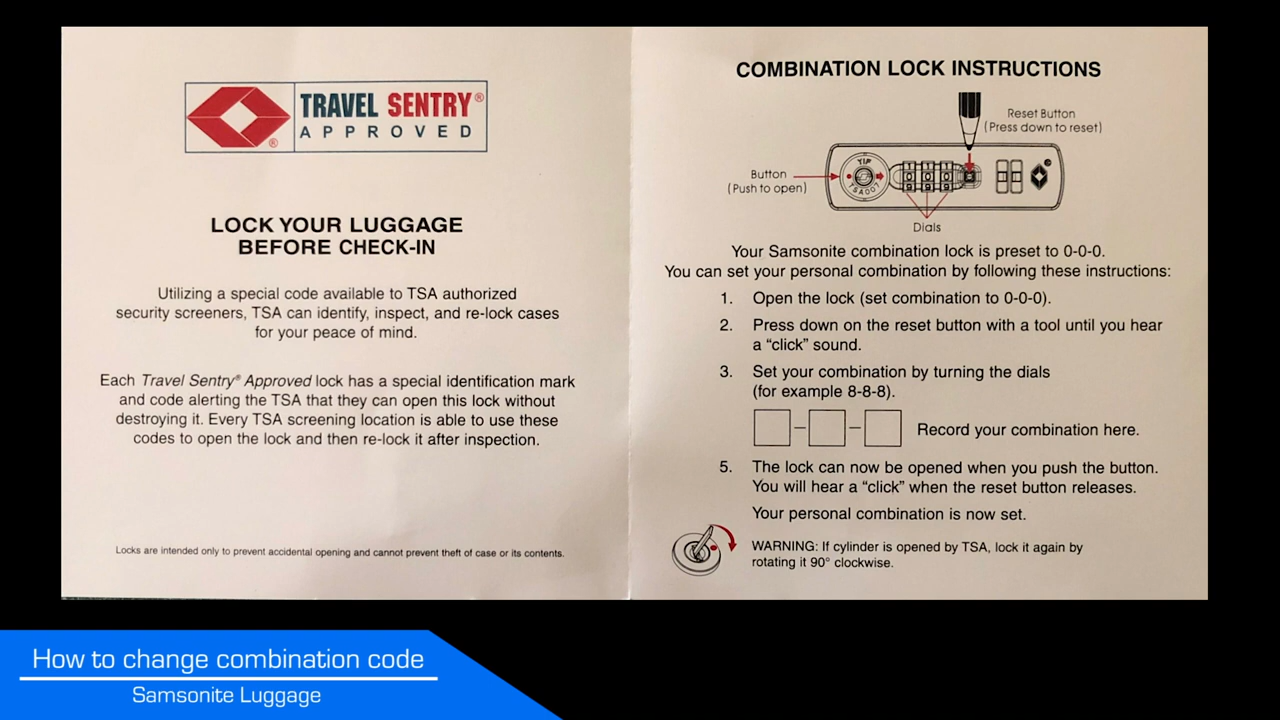 TRAVEL SENTRY®
APPROVED
®
LOCK YOUR LUGGAGE
BEFORE CHECK-IN
Utilizing a special code available to TSA authorized
security screeners, TSA can identify, inspect, and re-lock cases
for your peace of mind.
Each Travel Sentry® Approved lock has a special identification mark
and code alerting the TSA that they can open this lock without
destroying it. Every TSA screening location is able to use these
codes to open the lock and then re-lock it after inspection.
Locks are intended only to prevent accidental opening and cannot prevent theft of case or its contents.
COMBINATION LOCK INSTRUCTIONS
Reset Button
(Press down to reset)
Button
(Push to open)
YIF
TSA007
9 9 9
0 0 0
Dials
Your Samsonite combination lock is preset to 0-0-0.
You can set your personal combination by following these instructions:
1. Open the lock (set combination to 0-0-0).
2. Press down on the reset button with a tool until you hear
a “click” sound.
3. Set your combination by turning the dials
(for example 8-8-8).
– – Record your combination here.
5. The lock can now be opened when you push the button.
You will hear a “click” when the reset button releases.
Your personal combination is now set.
WARNING: If cylinder is opened by TSA, lock it again by
rotating it 90° clockwise.
How to change combination code
Samsonite Luggage